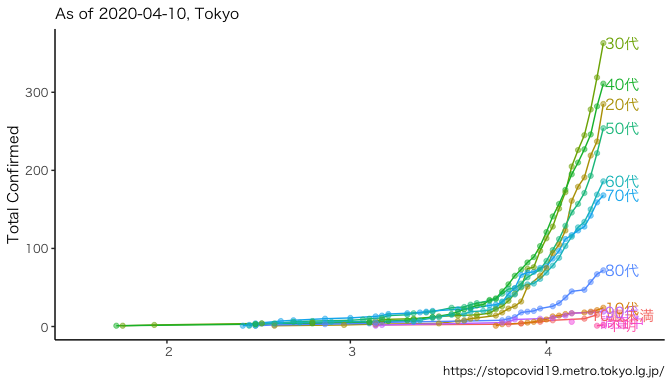 As of 2020-04-10, Tokyo
Total Confirmed
300
200
100
0
30代
40代
20代
50代
60代
70代
80代
10代
2
3
4
https://stopcovid19.metro.tokyo.lg.jp/